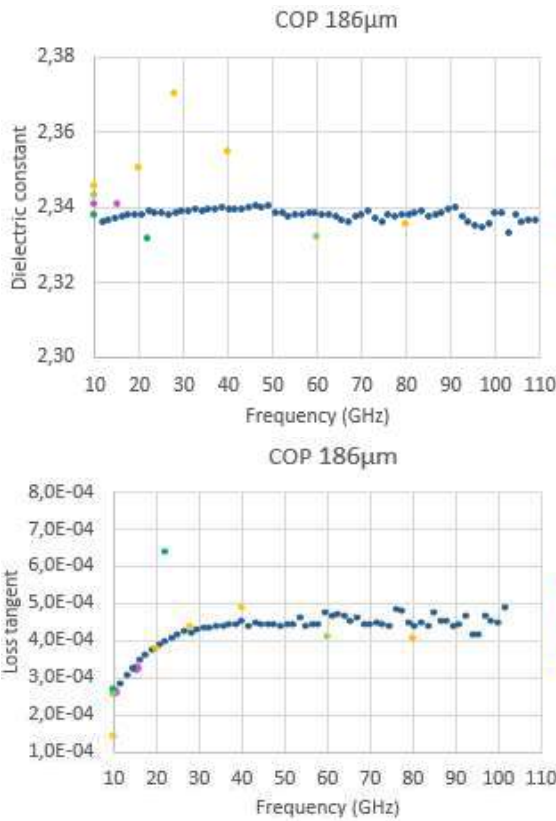 COP 186µm
2,38
2,36
2,34
2,32
2,30
Dielectric constant
10 20 30 40 50 60 70 80 90 100 110
Frequency (GHz)
COP 186µm
8,0E-04
7,0E-04
6,0E-04
5,0E-04
4,0E-04
3,0E-04
2,0E-04
1,0E-04
Loss tangent
10 20 30 40 50 60 70 80 90 100 110
Frequency (GHz)